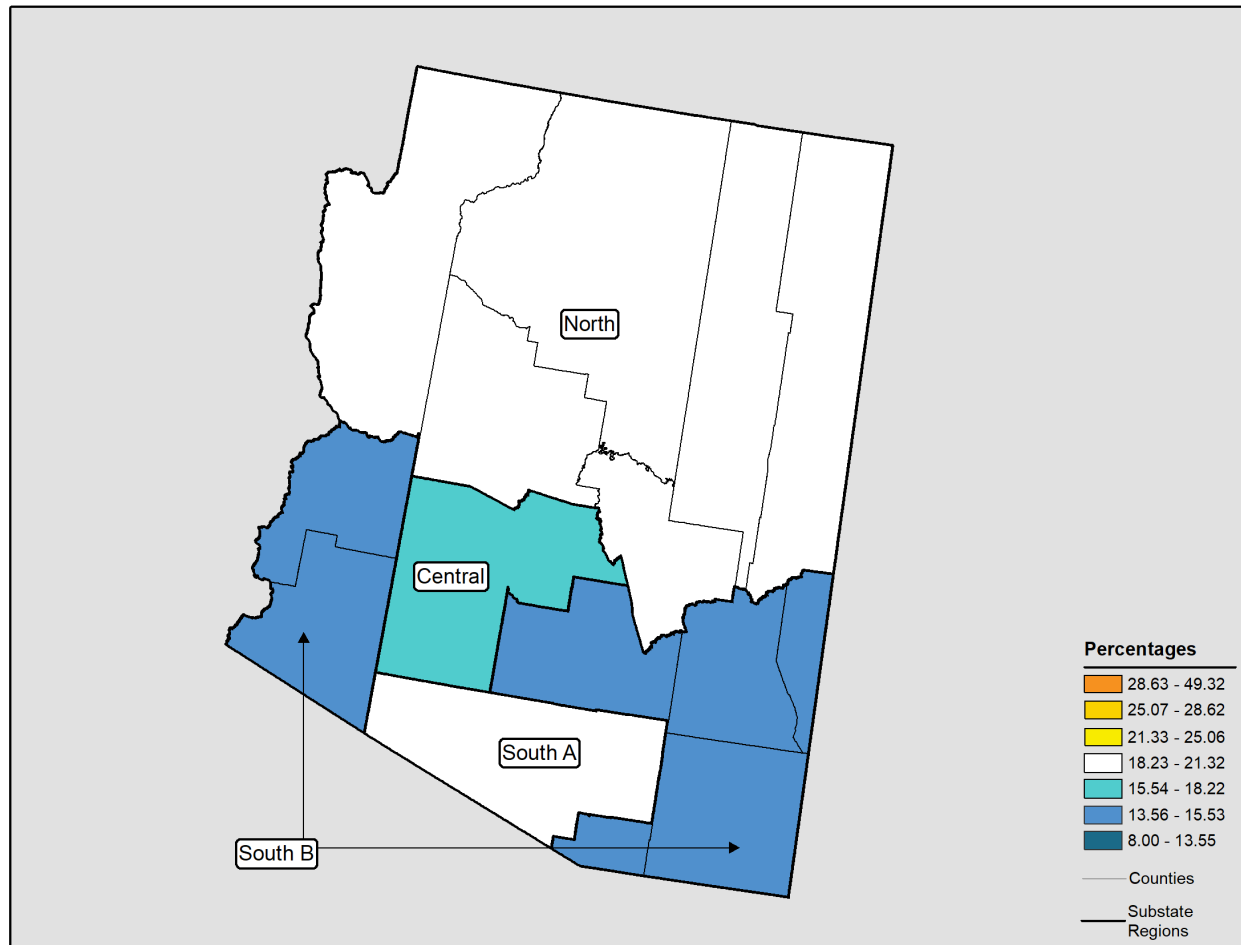 North
Central
South A
South B
Percentages
28.63 - 49.32
25.07 - 28.62
21.33 - 25.06
18.23 - 21.32
15.54 - 18.22
13.56 - 15.53
8.00 - 13.55
Counties
Substate
Regions